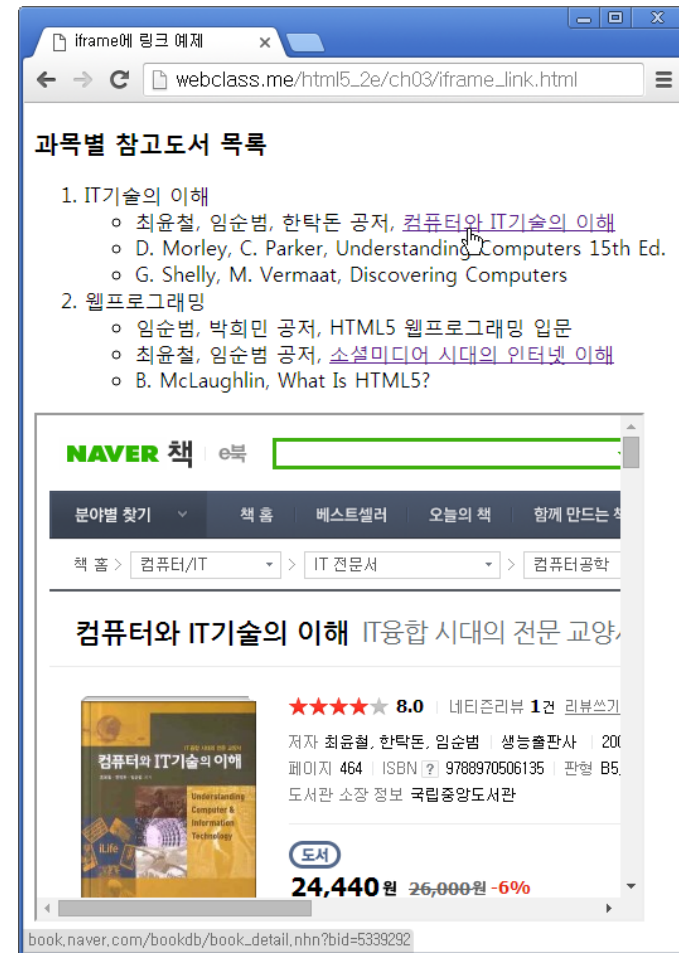 iframe에 링크 예제
webclass.me/html5_2e/ch03/iframe_link.html
과목별 참고도서 목록
1. IT기술의 이해
최윤철, 임순범, 한탁돈 공저, 컴퓨터와 IT기술의 이해
D. Morley, C. Parker, Understanding Computers 15th Ed.
G. Shelly, M. Vermaat, Discovering Computers
2. 웹프로그래밍
임순범, 박희민 공저, HTML5 웹프로그래밍 입문
최윤철, 임순범 공저, 소셜미디어 시대의 인터넷 이해
B. McLaughlin, What Is HTML5?
NAVER 책 e북
분야별 찾기 책 홈 베스트셀러 오늘의 책 함께 만드는
책 홈 > 컴퓨터/IT > IT 전문서 > 컴퓨터공학
컴퓨터와 IT기술의 이해 IT융합 시대의 전문 교양
★★★★★ 8.0 네티즌리뷰 1건 리뷰쓰기
저자 최윤철, 한탁돈, 임순범 생능출판사 200
페이지 464 ISBN ? 9788970506135 판형 B5
도서관 소장 정보 국립중앙도서관
컴퓨터와 IT기술의 이해
Understanding
Computer &
Information
Technology
iLife
도서
24,440원 26,000원 -6%
book.naver.com/bookdb/book_detail.nhn?bid=5339292